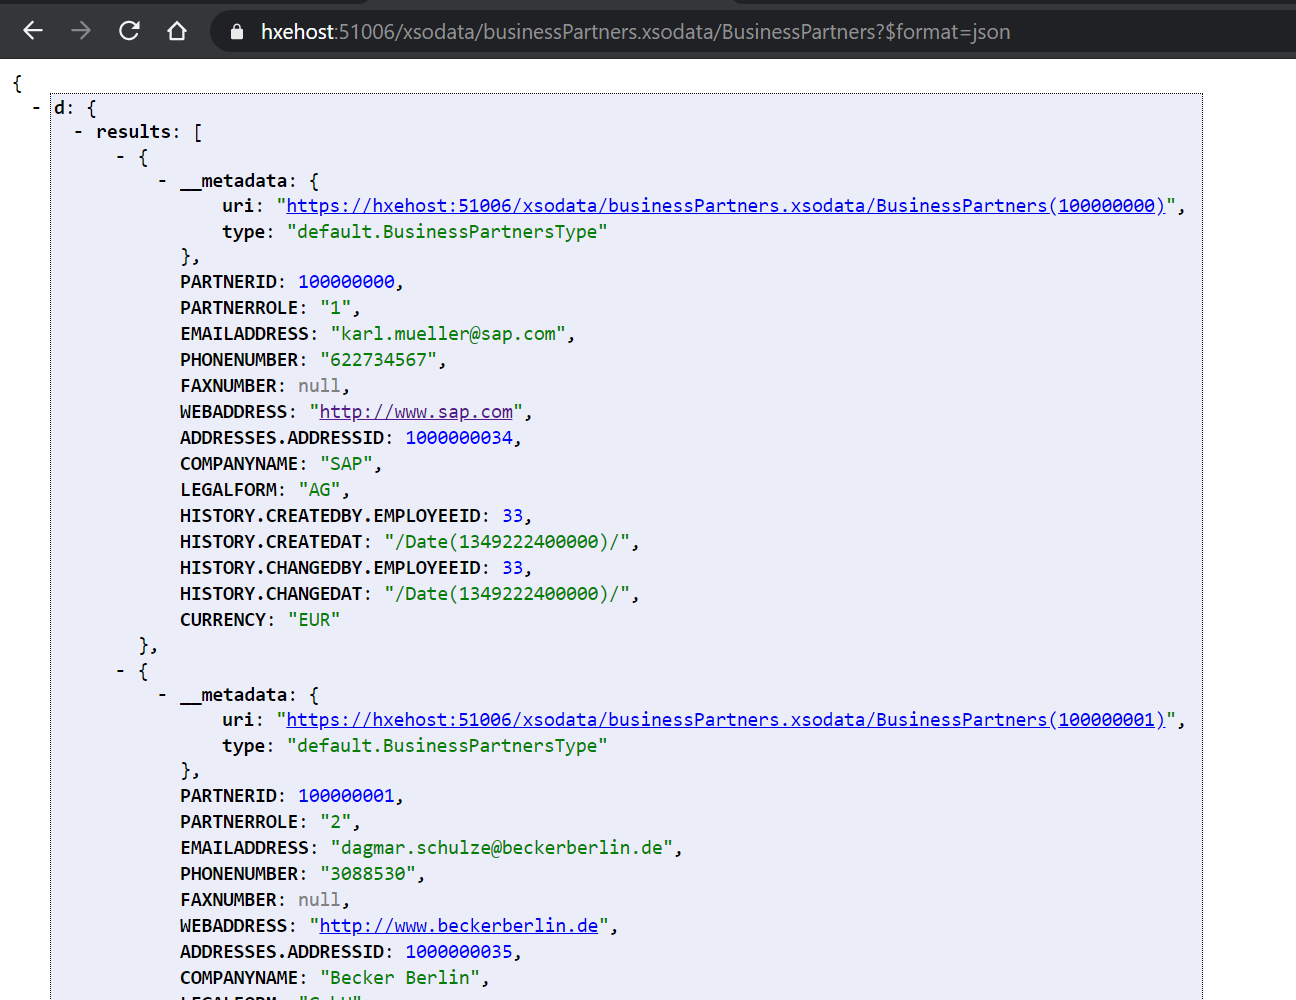 hxehost:51006/xsodata/businessPartners.xsodata/BusinessPartners?$format=json
{
- d: {
- results: [
- {
- __metadata: {
uri: "https://hxehost:51006/xsodata/businessPartners.xsodata/BusinessPartners(100000000)",
type: "default.BusinessPartnersType"
},
PARTNERID: 100000000,
PARTNERROLE: "1",
EMAILADDRESS: "karl.mueller@sap.com",
PHONENUMBER: "622734567",
FAXNUMBER: null,
WEBADDRESS: "http://www.sap.com",
ADDRESSES.ADDRESSID: 1000000034,
COMPANYNAME: "SAP",
LEGALFORM: "AG",
HISTORY.CREATEDBY.EMPLOYEEID: 33,
HISTORY.CREATEDAT: "/Date(1349222400000)/",
HISTORY.CHANGEDBY.EMPLOYEEID: 33,
HISTORY.CHANGEDAT: "/Date(1349222400000)/",
CURRENCY: "EUR"
},
- {
- __metadata: {
uri: "https://hxehost:51006/xsodata/businessPartners.xsodata/BusinessPartners(100000001)",
type: "default.BusinessPartnersType"
},
PARTNERID: 100000001,
PARTNERROLE: "2",
EMAILADDRESS: "dagmar.schulze@beckerberlin.de",
PHONENUMBER: "3088530",
FAXNUMBER: null,
WEBADDRESS: "http://www.beckerberlin.de",
ADDRESSES.ADDRESSID: 1000000035,
COMPANYNAME: "Becker Berlin",